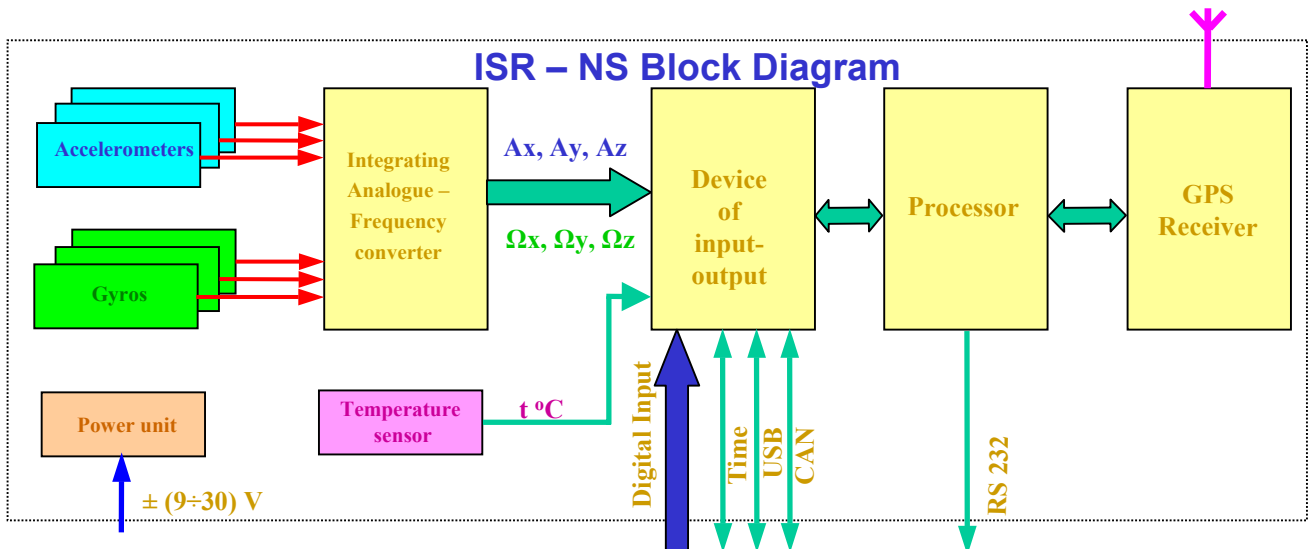 ISR – NS Block Diagram
Accelerometers
Gyros
Integrating
Analogue –
Frequency
converter
Ax, Ay, Az
Ωx, Ωy, Ωz
Device
of
input-
output
Processor
GPS
Receiver
Power unit
± (9÷30) V
Temperature
sensor
t ºC
Digital Input
Time
USB
CAN
RS 232